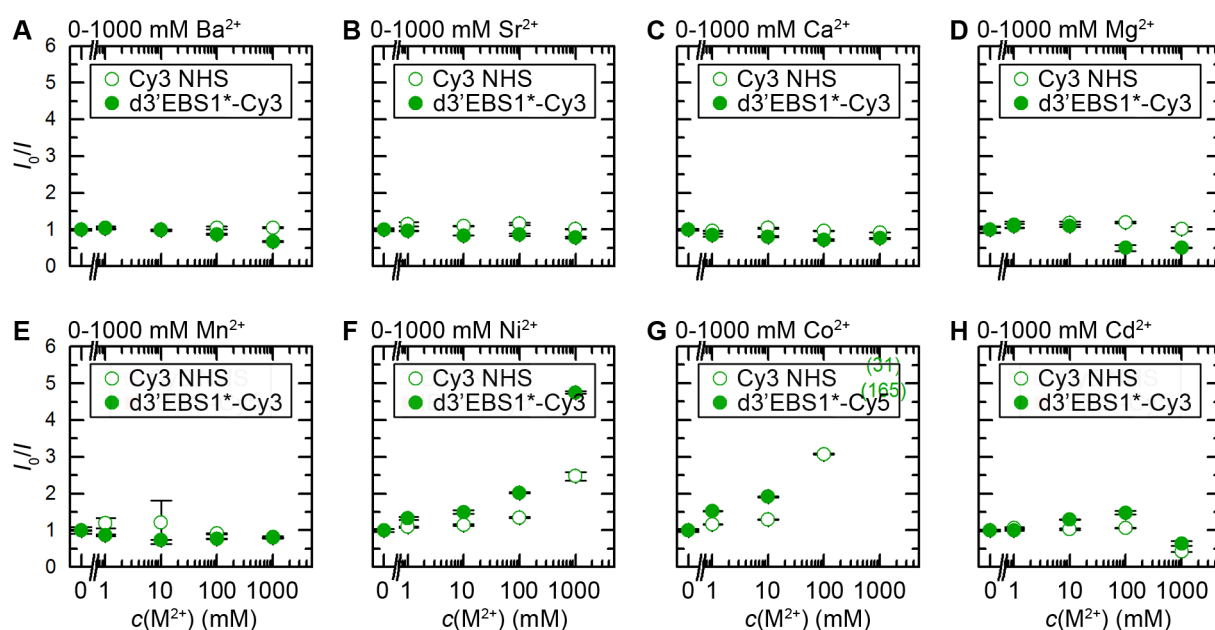 A 0-1000 mM Ba²⁺
B 0-1000 mM Sr²⁺
C 0-1000 mM Ca²⁺
D 0-1000 mM Mg²⁺
6
5
4
3
2
1
0
I₀/I
Cy3 NHS
d3'EBS1*-Cy3
Cy3 NHS
d3'EBS1*-Cy3
Cy3 NHS
d3'EBS1*-Cy3
Cy3 NHS
d3'EBS1*-Cy3
E 0-1000 mM Mn²⁺
F 0-1000 mM Ni²⁺
G 0-1000 mM Co²⁺
H 0-1000 mM Cd²⁺
6
5
4
3
2
1
0
I₀/I
Cy3 NHS
d3'EBS1*-Cy3
Cy3 NHS
d3'EBS1*-Cy3
(31)
Cy3 NHS
(165)
d3'EBS1*-Cy5
Cy3 NHS
d3'EBS1*-Cy3
0 1 10 100 1000
0 1 10 100 1000
0 1 10 100 1000
0 1 10 100 1000
c(M²⁺) (mM)
c(M²⁺) (mM)
c(M²⁺) (mM)
c(M²⁺) (mM)